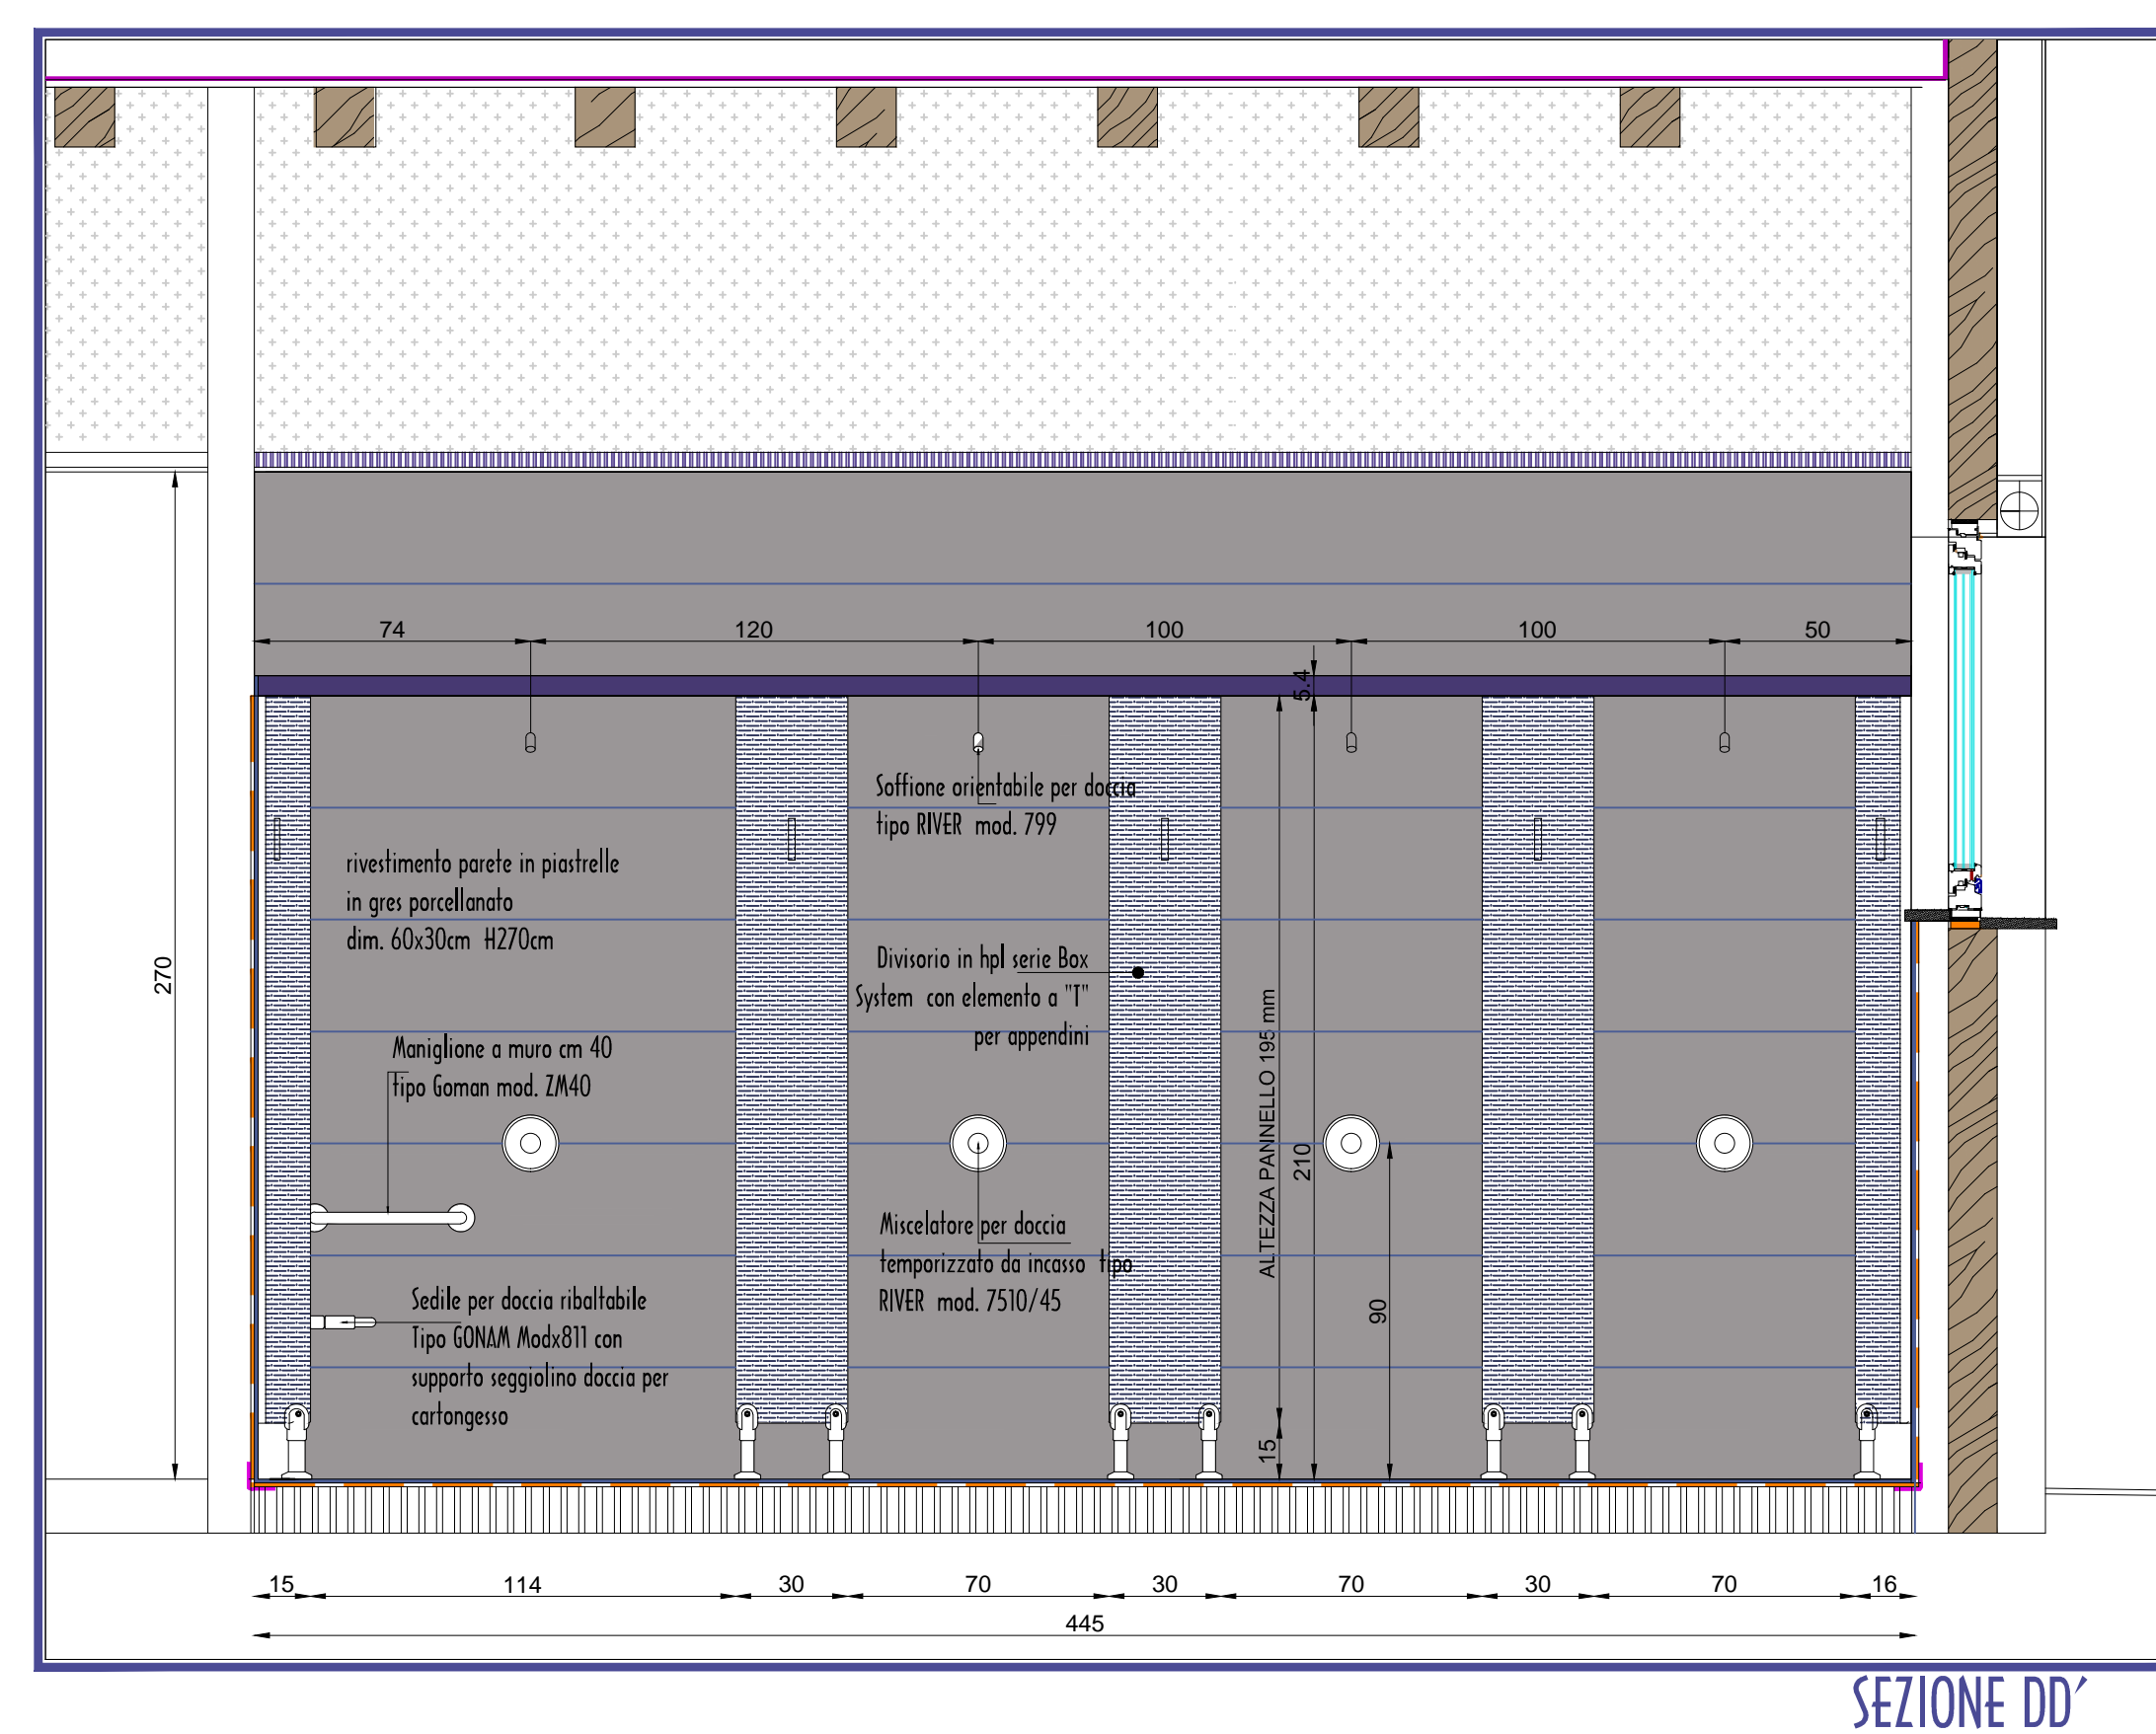 74
120
100
100
50
5.4
Soffione orientabile per doccia
tipo RIVER mod. 799
rivestimento parete in piastrelle
in gres porcellanato
dim. 60x30cm H270cm
Divisorio in hpl serie Box
System con elemento a "T"
per appendini
270
Maniglione a muro cm 40
tipo Goman mod. ZM40
ALTEZZA PANNELLO 195 mm
210
Miscelatore per doccia
temporizzato da incasso tipo
RIVER mod. 7510/45
90
Sedile per doccia ribaltabile
Tipo GONAM Modx811 con
supporto seggiolino doccia per
cartongesso
15
15
114
30
70
30
70
30
70
16
445
SEZIONE DD'